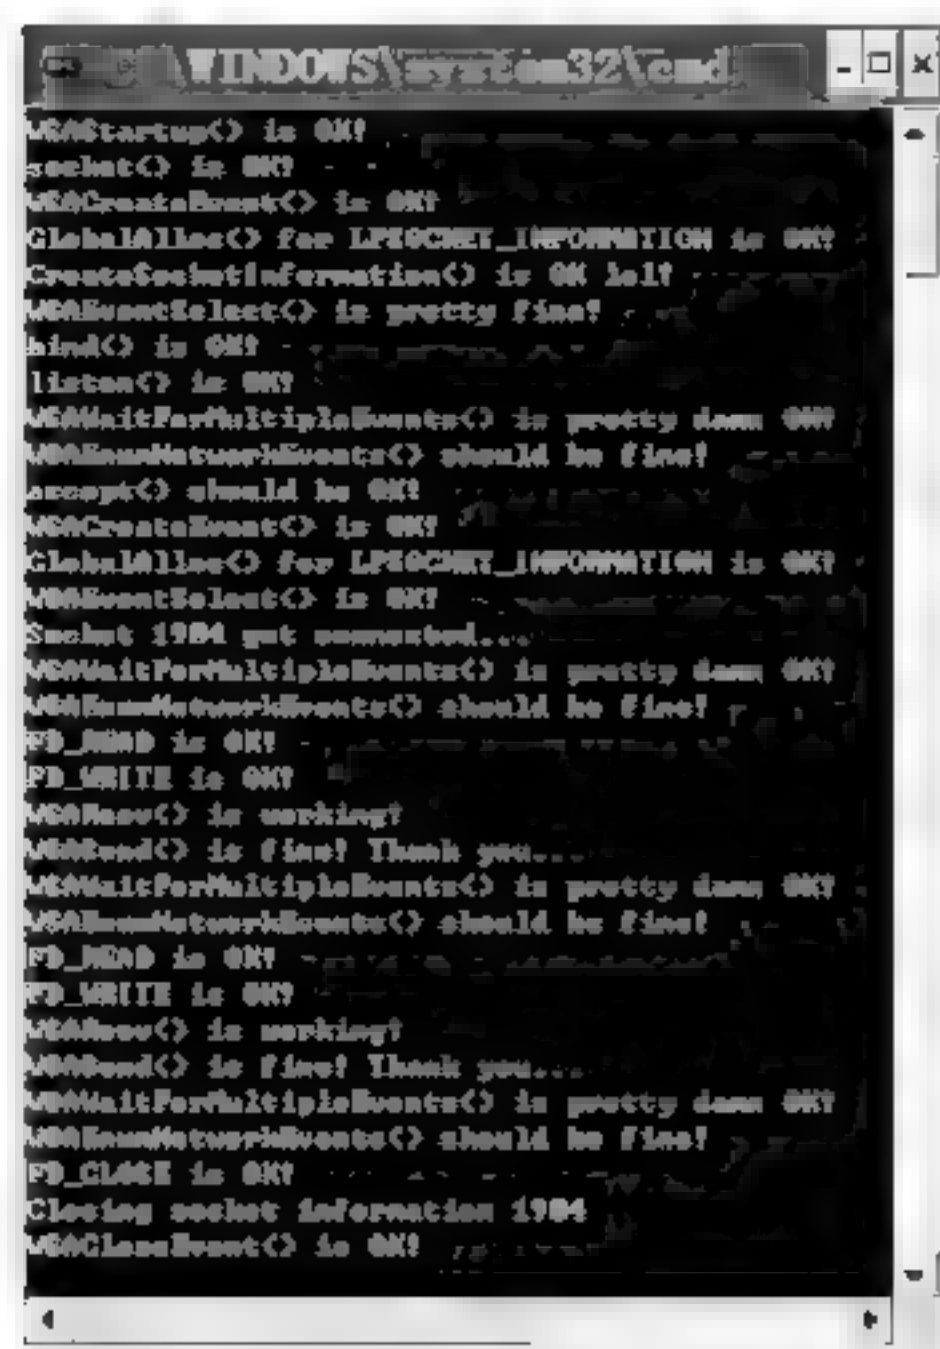 C:\WINDOWS\system32\cmd.
WSAStartup() is OK!
socket() is OK!
WSACreateEvent() is OK!
GlobalAlloc() for LPSOCKET_INFORMATION is OK!
CreateSocketInformation() is OK lol!
WSAEventSelect() is pretty fine!
bind() is OK!
listen() is OK!
WSAWaitForMultipleEvents() is pretty damn OK!
WSAEnumNetworkEvents() should be fine!
accept() should be OK!
WSACreateEvent() is OK!
GlobalAlloc() for LPSOCKET_INFORMATION is OK!
WSAEventSelect() is OK!
Socket 1984 got connected...
WSAWaitForMultipleEvents() is pretty damn OK!
WSAEnumNetworkEvents() should be fine!
FD_READ is OK!
FD_WRITE is OK!
WSARecv() is working!
WSASend() is fine! Thank you...
WSAWaitForMultipleEvents() is pretty damn OK!
WSAEnumNetworkEvents() should be fine!
FD_READ is OK!
FD_WRITE is OK!
WSARecv() is working!
WSASend() is fine! Thank you...
WSAWaitForMultipleEvents() is pretty damn OK!
WSAEnumNetworkEvents() should be fine!
FD_CLOSE is OK!
Closing socket information 1984
WSACloseEvent() is OK!